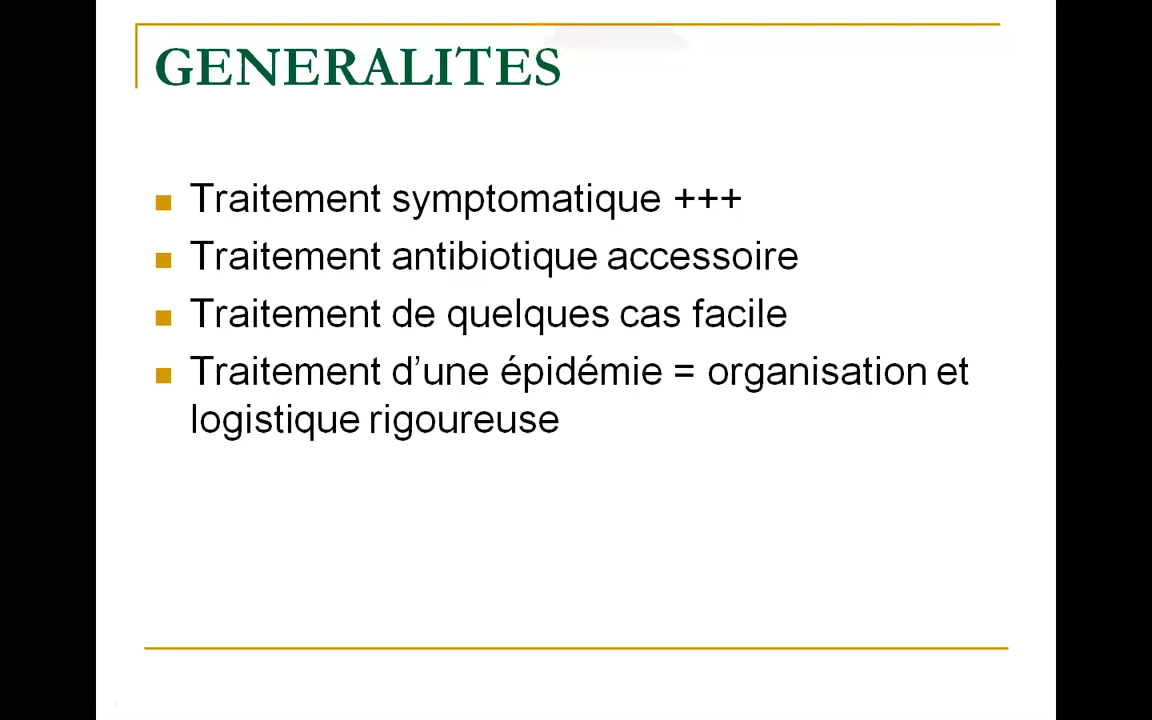 GENERALITES
Traitement symptomatique +++
Traitement antibiotique accessoire
Traitement de quelques cas facile
Traitement d’une épidémie = organisation et
logistique rigoureuse